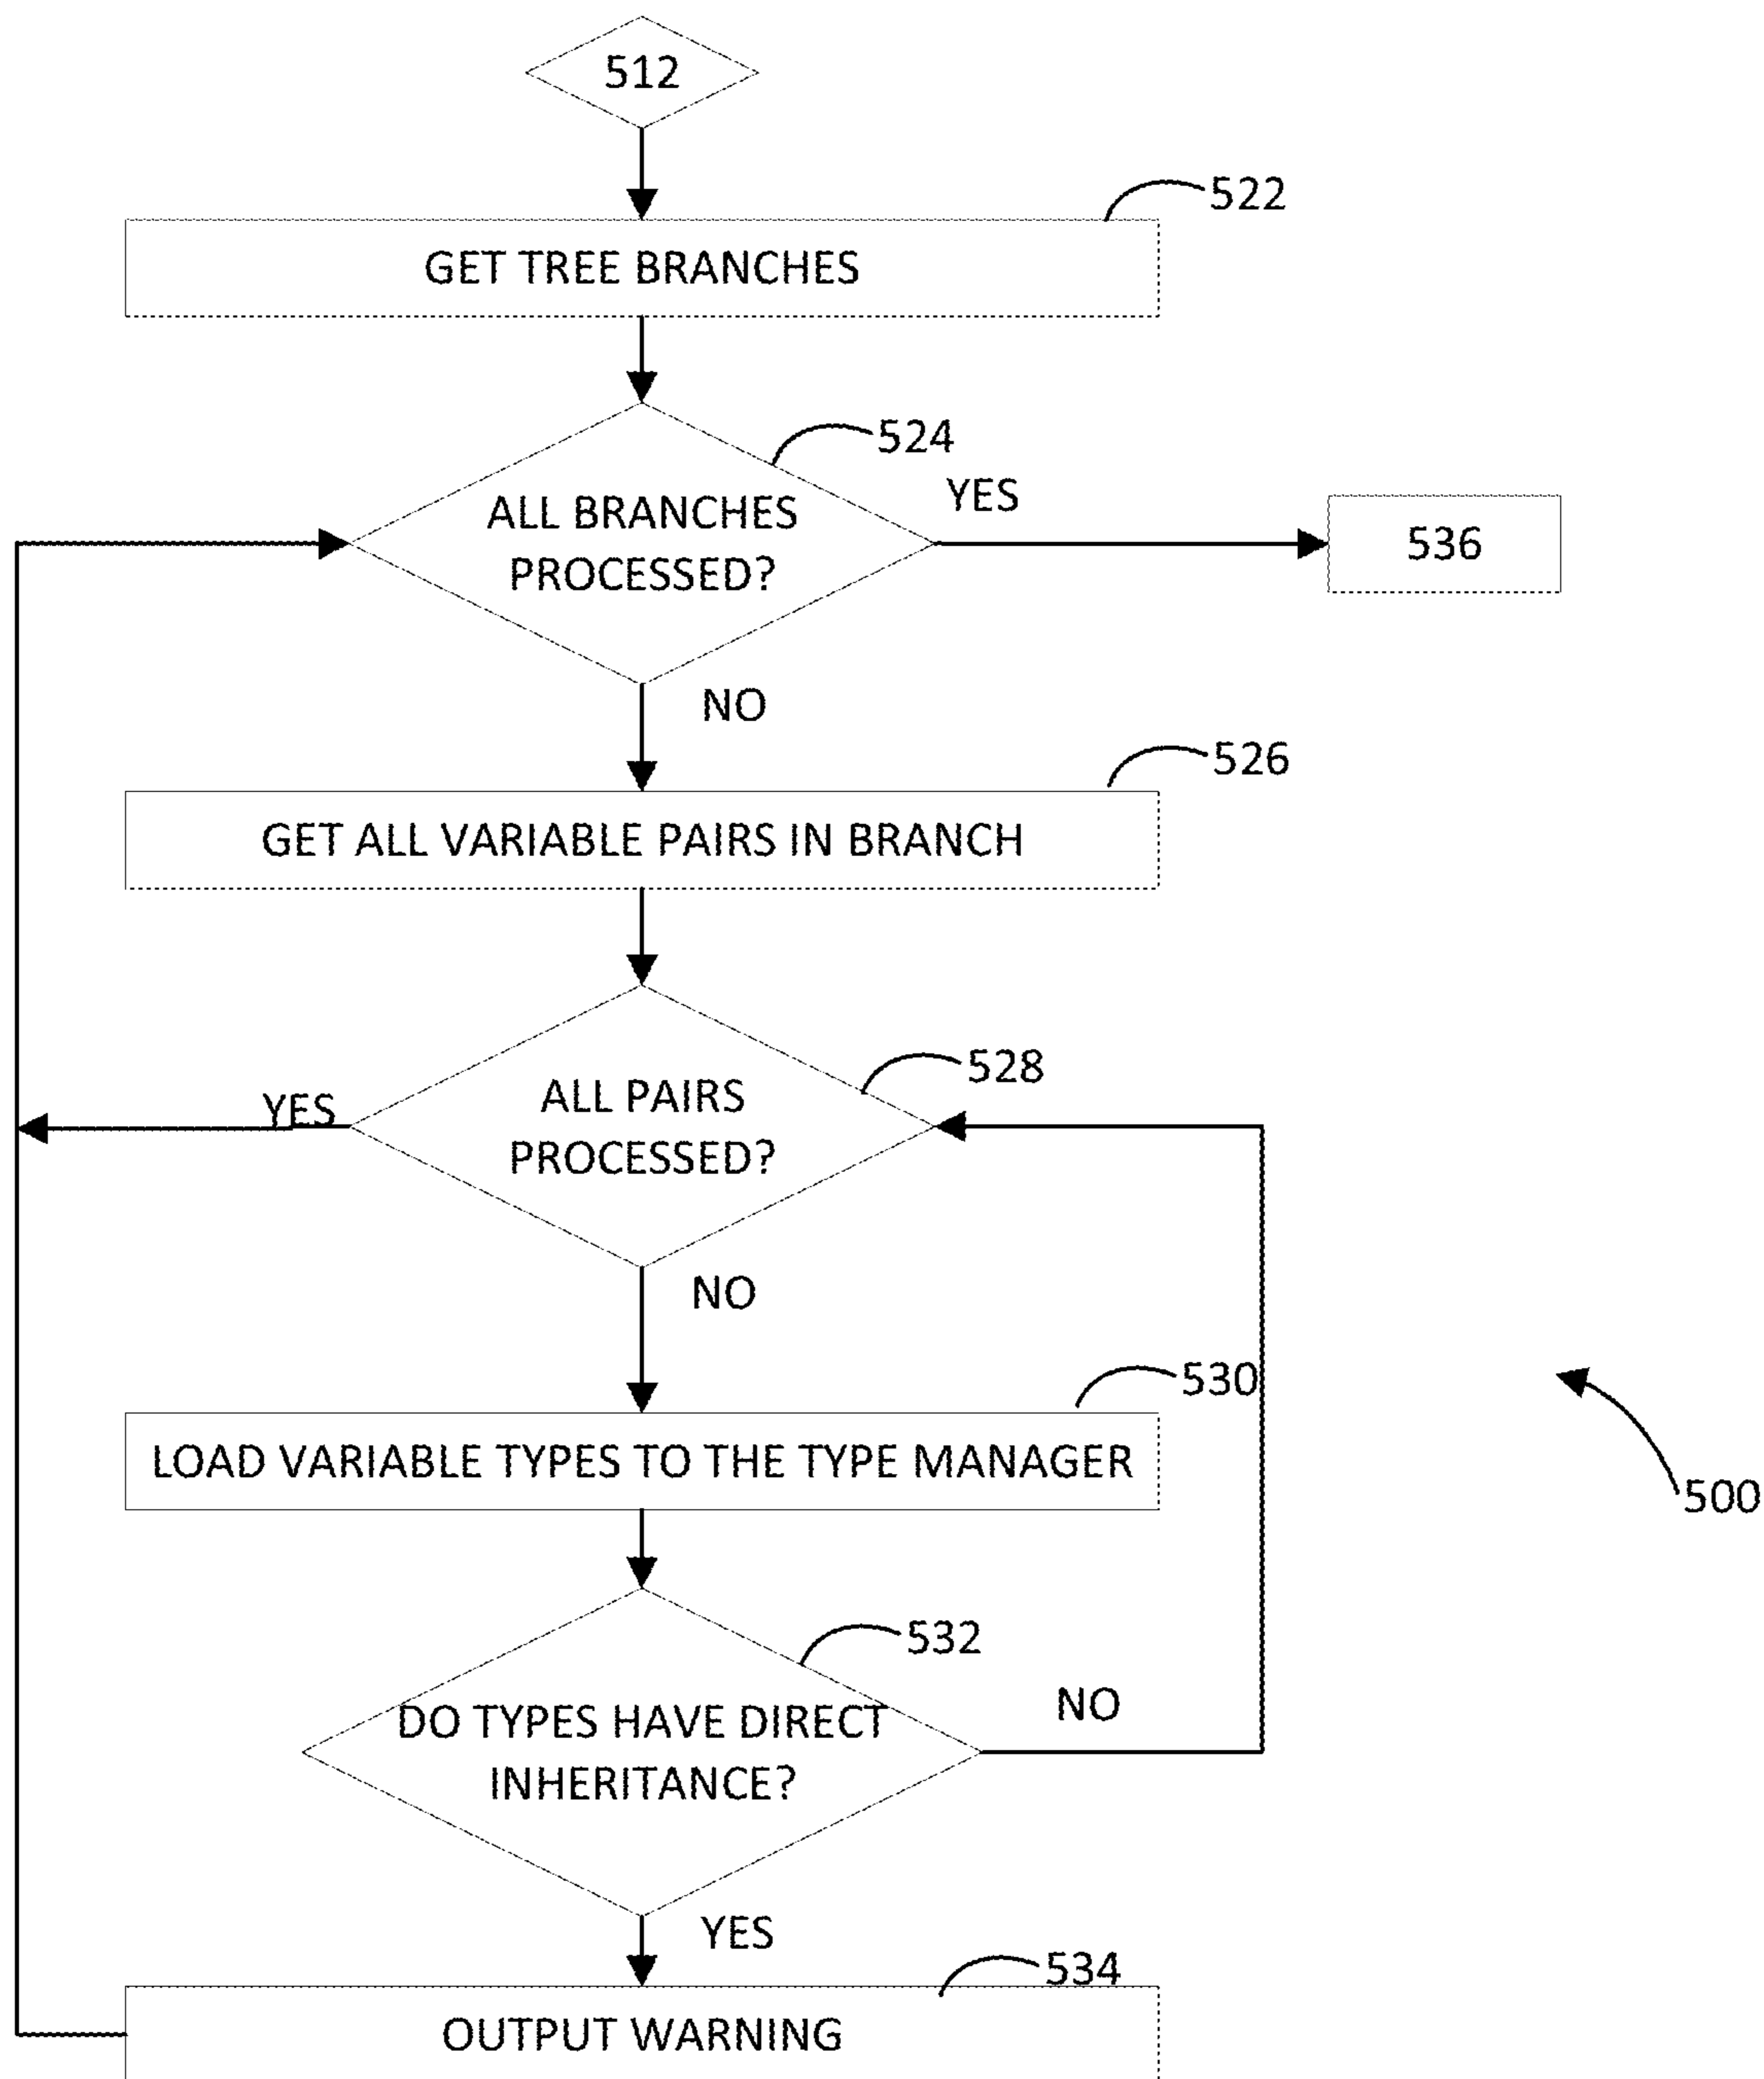 512
522
GET TREE BRANCHES
524
ALL BRANCHES
PROCESSED?
YES
536
NO
526
GET ALL VARIABLE PAIRS IN BRANCH
528
ALL PAIRS
PROCESSED?
YES
NO
530
LOAD VARIABLE TYPES TO THE TYPE MANAGER
500
532
DO TYPES HAVE DIRECT
INHERITANCE?
NO
YES
534
OUTPUT WARNING